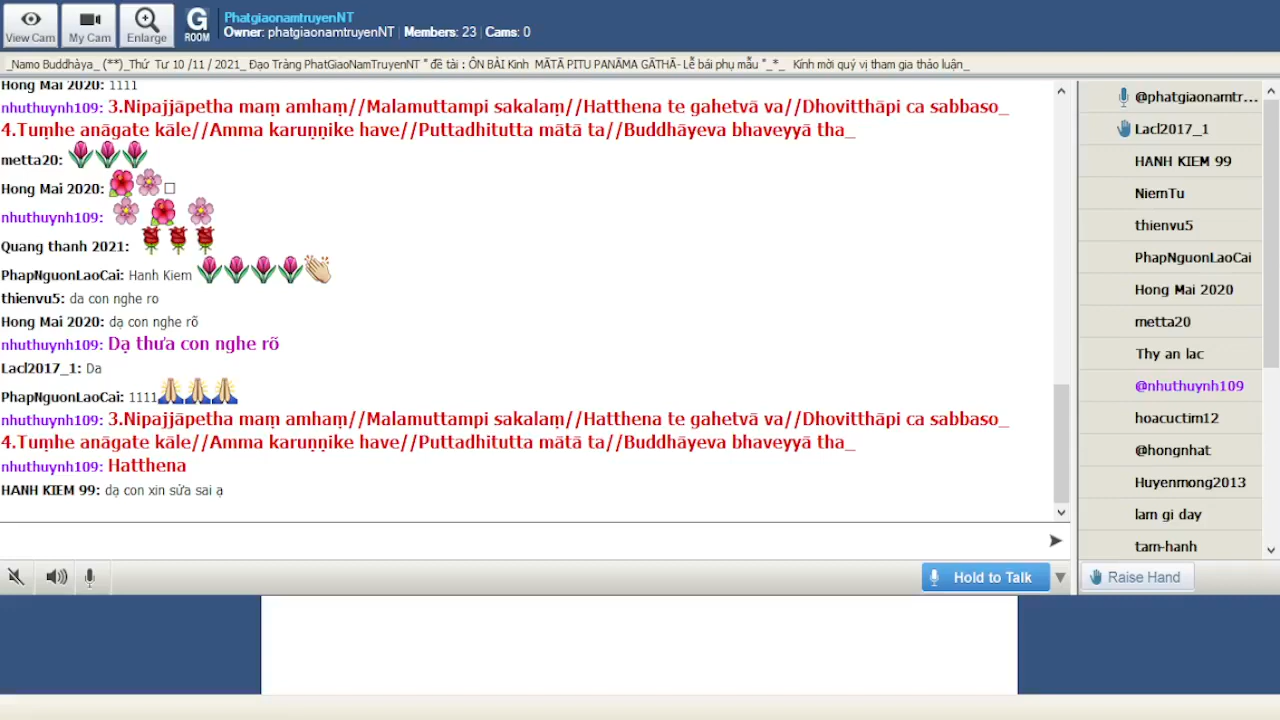 View Cam
My Cam
Enlarge
G
ROOM
PhatgiaonamtruyenNT
Owner: phatgiaonamtruyenNT | Members: 23 | Cams: 0
_Namo Buddhàya_ (**)_Thứ Tư 10 /11 / 2021_ Đạo Tràng PhatGiaoNamTruyenNT " đề tài : ÔN BÀI Kinh MĀTĀ PITU PANĀMA GĀTHĀ- Lễ bái phụ mẫu "_*_ Kính mời quý vị tham gia thảo luận_
Hong Mai 2020: 1111
nhuthuynh109: 3.Nipajjāpetha maṃ amhaṃ//Malamuttampi sakalaṃ//Hatthena te gahetvā va//Dhovitthāpi ca sabbaso_
4.Tuṃhe anāgate kāle//Amma karuṇṇike have//Puttadhitutta mātā ta//Buddhāyeva bhaveyyā tha_
metta20:
Hong Mai 2020:
nhuthuynh109:
Quang thanh 2021:
PhapNguonLaoCai: Hanh Kiem
thienvu5: da con nghe ro
Hong Mai 2020: dạ con nghe rõ
nhuthuynh109: Dạ thưa con nghe rõ
Lacl2017_1: Da
PhapNguonLaoCai: 1111
nhuthuynh109: 3.Nipajjāpetha maṃ amhaṃ//Malamuttampi sakalaṃ//Hatthena te gahetvā va//Dhovitthāpi ca sabbaso_
4.Tuṃhe anāgate kāle//Amma karuṇṇike have//Puttadhitutta mātā ta//Buddhāyeva bhaveyyā tha_
nhuthuynh109: Hatthena
HANH KIEM 99: dạ con xin sửa sai ạ
Hold to Talk
@phatgiaonamtr...
Lacl2017_1
HANH KIEM 99
NiemTu
thienvu5
PhapNguonLaoCai
Hong Mai 2020
metta20
Thy an lac
@nhuthuynh109
hoacuctim12
@hongnhat
Huyenmong2013
lam gi day
tam-hanh
Raise Hand